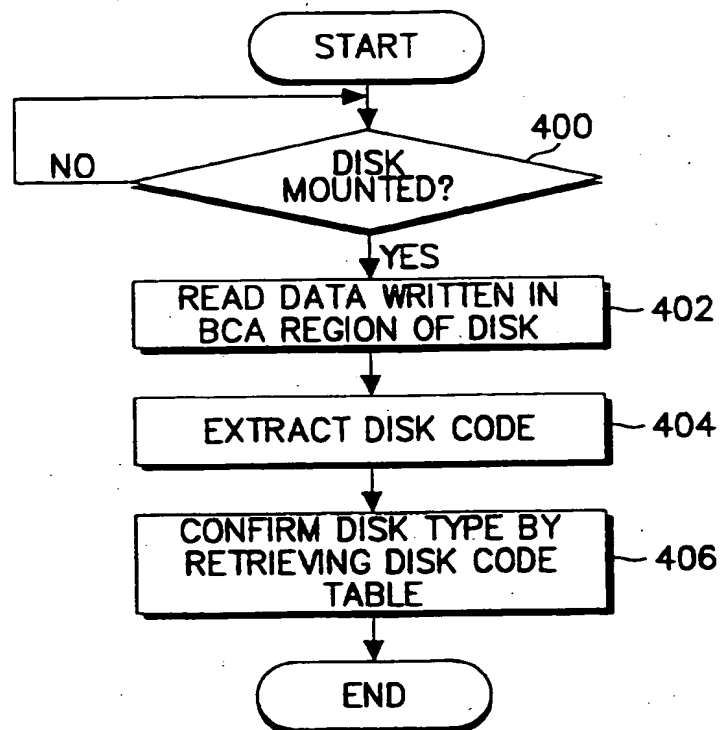 START
400
NO
DISK
MOUNTED?
YES
READ DATA WRITTEN IN
BCA REGION OF DISK
402
EXTRACT DISK CODE
404
CONFIRM DISK TYPE BY
RETRIEVING DISK CODE
TABLE
406
END